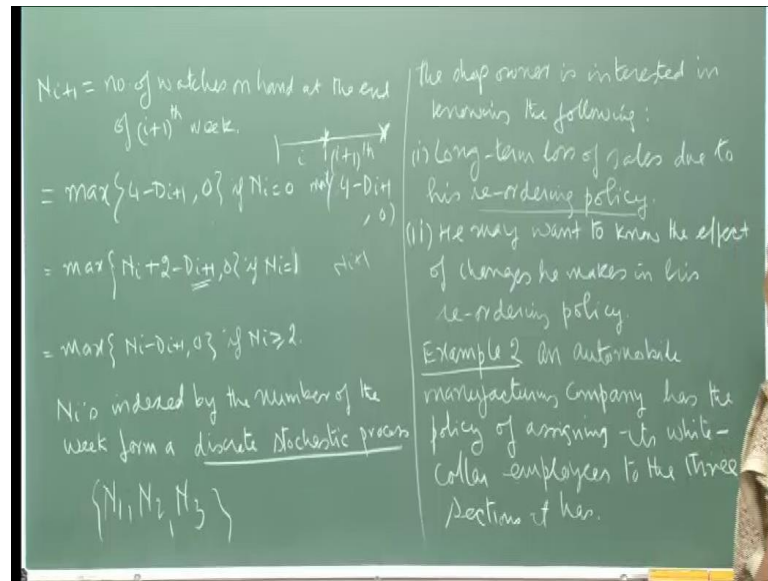 Ni+1 = no of watches on hand at the end
of (i+1)th week.
i (i+1)th
= max{4-Di+1, 0} if Ni=0 max(4-Di+1
, 0)
= max{Ni+2-Di+1, 0} if Ni=1 Ni+1
= max{Ni-Di+1, 0} if Ni≥2.
Ni's indexed by the number of the
week form a discrete stochastic process
{N1, N2, N3}
The shop owner is interested in
knowing the following:
(i) Long-term loss of sales due to
his re-ordering policy.
(ii) He may want to know the effect
of changes he makes in his
re-ordering policy.
Example 2 An automobile
manufacturing Company has the
policy of assigning its white-
collar employees to the three
sections it has.